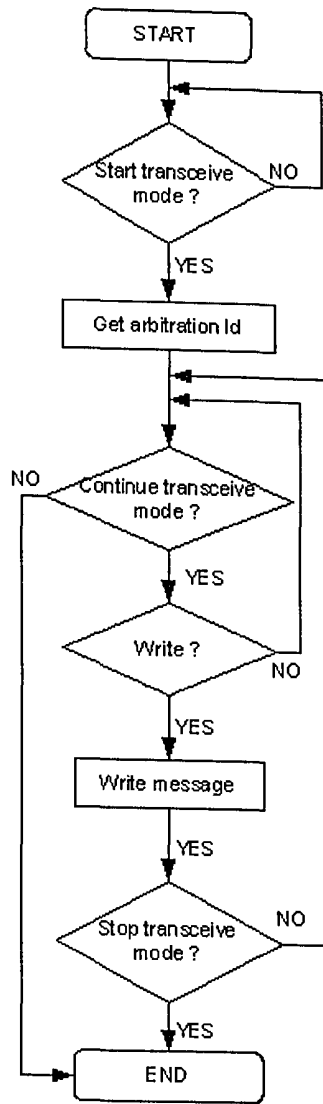 START
Start transceive
mode ?
NO
YES
Get arbitration Id
NO
Continue transceive
mode ?
YES
Write ?
NO
YES
Write message
YES
Stop transceive
mode ?
NO
YES
END